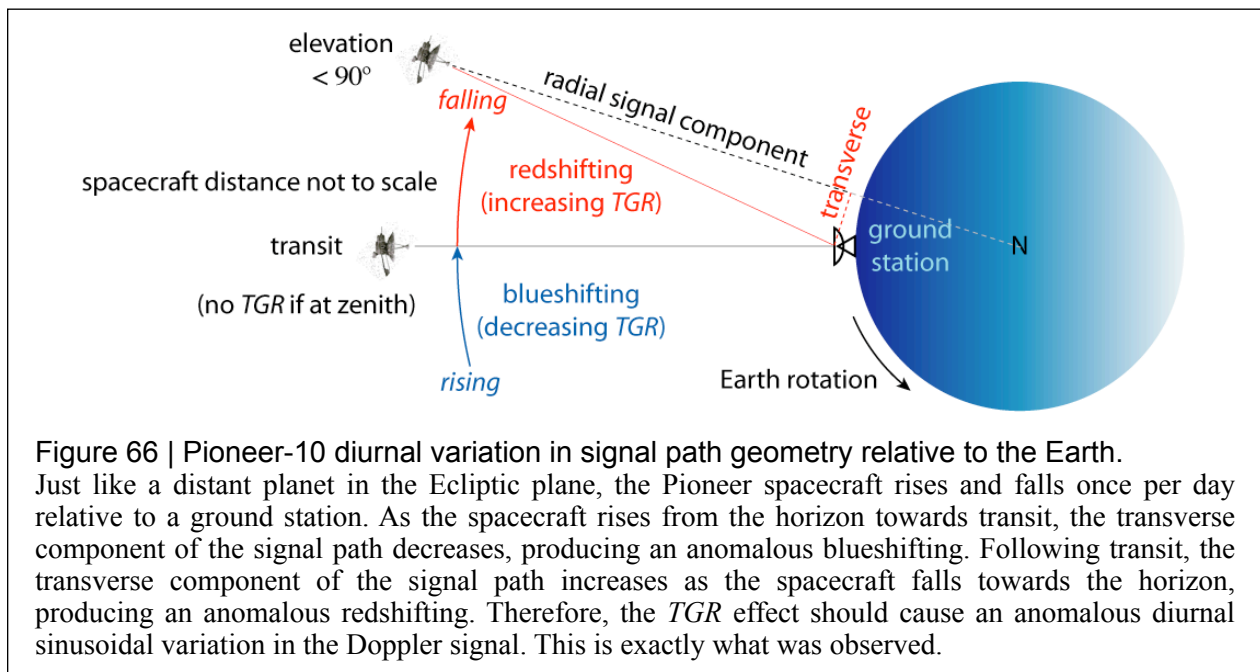 elevation
< 90°
falling
radial signal component
transverse
redshifting
(increasing TGR)
spacecraft distance not to scale
transit
ground
station
N
(no TGR if at zenith)
blueshifting
(decreasing TGR)
rising
Earth rotation
Figure 66 | Pioneer-10 diurnal variation in signal path geometry relative to the Earth.
Just like a distant planet in the Ecliptic plane, the Pioneer spacecraft rises and falls once per day
relative to a ground station. As the spacecraft rises from the horizon towards transit, the transverse
component of the signal path decreases, producing an anomalous blueshifting. Following transit, the
transverse component of the signal path increases as the spacecraft falls towards the horizon,
producing an anomalous redshifting. Therefore, the TGR effect should cause an anomalous diurnal
sinusoidal variation in the Doppler signal. This is exactly what was observed.